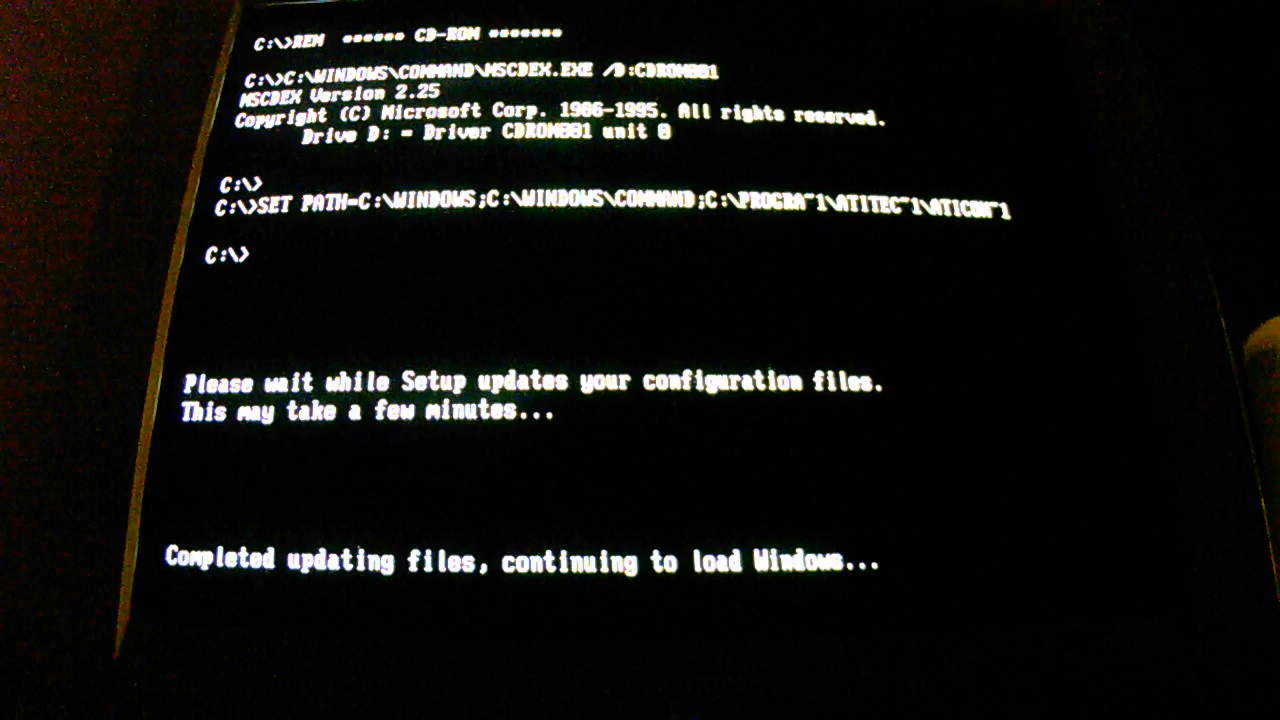 C:\>REM  ****** CD-ROM *******
C:\>C:\WINDOWS\COMMAND\MSCDEX.EXE /D:CDROM001
MSCDEX Version 2.25
Copyright (C) Microsoft Corp. 1986-1995. All rights reserved.
Drive D: = Driver CDROM001 unit 0
C:\>
C:\>SET PATH=C:\WINDOWS;C:\WINDOWS\COMMAND;C:\PROGRA~1\ATITEC~1\ATICON~1
C:\>
Please wait while Setup updates your configuration files.
This may take a few minutes...
Completed updating files, continuing to load Windows...